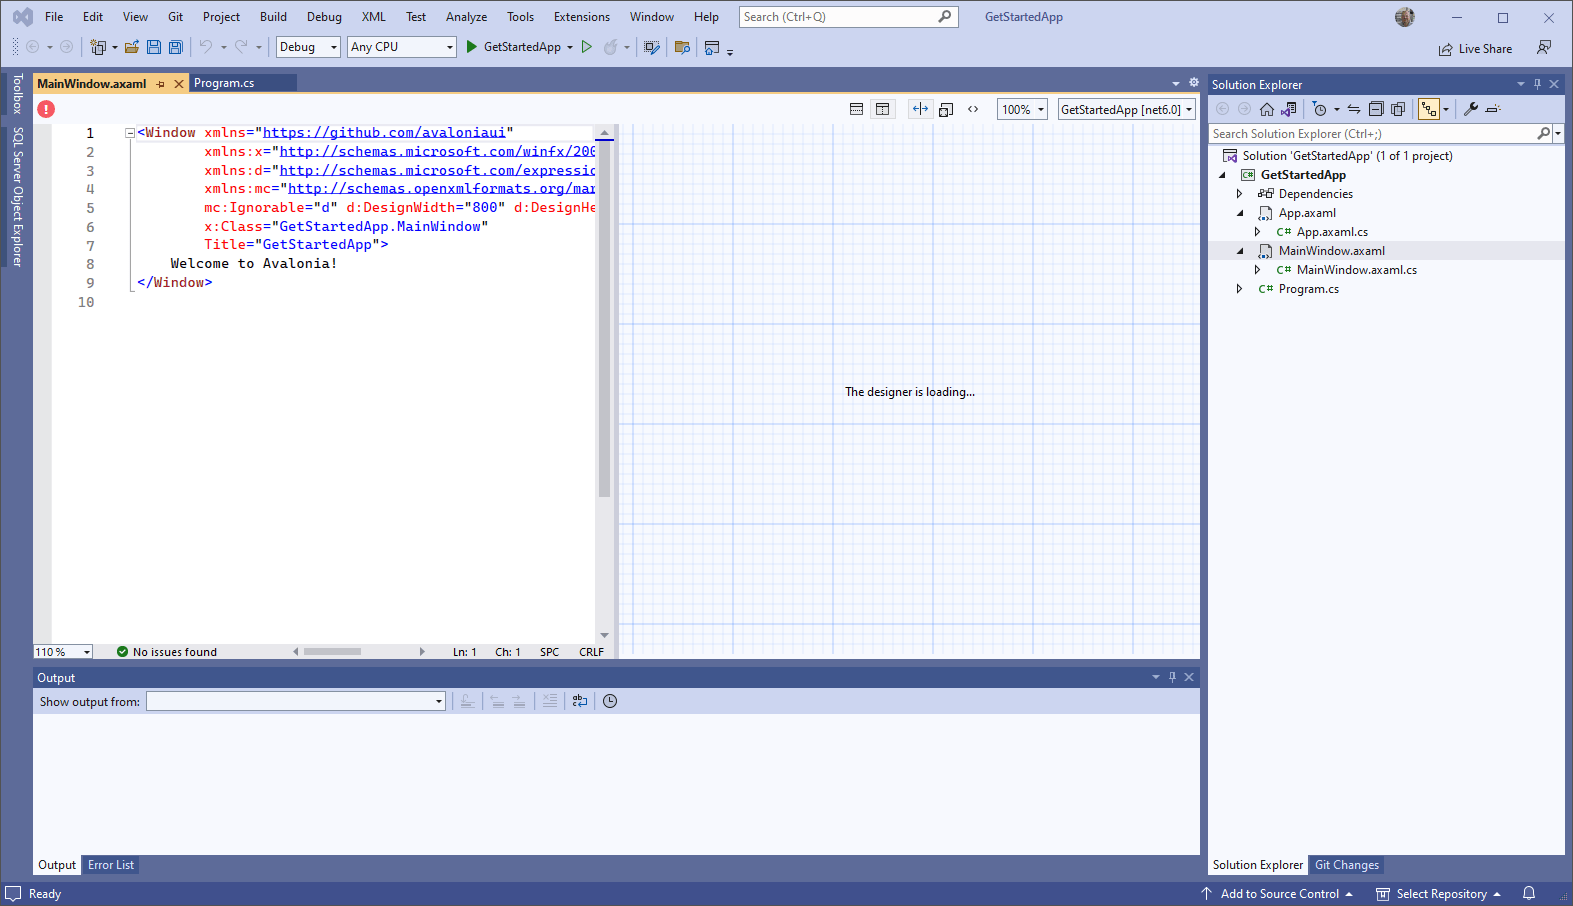 File Edit View Git Project Build Debug XML Test Analyze Tools Extensions Window Help Search (Ctrl+Q) GetStartedApp
Debug Any CPU GetStartedApp Live Share
Toolbox
SQL Server Object Explorer
MainWindow.axaml Program.cs
100% GetStartedApp [net6.0]
1 <Window xmlns="https://github.com/avaloniaui"
2 xmlns:x="http://schemas.microsoft.com/winfx/200
3 xmlns:d="http://schemas.microsoft.com/expressio
4 xmlns:mc="http://schemas.openxmlformats.org/mar
5 mc:Ignorable="d" d:DesignWidth="800" d:DesignHe
6 x:Class="GetStartedApp.MainWindow"
7 Title="GetStartedApp">
8 Welcome to Avalonia!
9 </Window>
10
The designer is loading...
110 % No issues found Ln: 1 Ch: 1 SPC CRLF
Output
Show output from:
Output Error List
Solution Explorer
Search Solution Explorer (Ctrl+;)
Solution 'GetStartedApp' (1 of 1 project)
C# GetStartedApp
Dependencies
App.axaml
C# App.axaml.cs
MainWindow.axaml
C# MainWindow.axaml.cs
C# Program.cs
Solution Explorer Git Changes
Ready Add to Source Control Select Repository